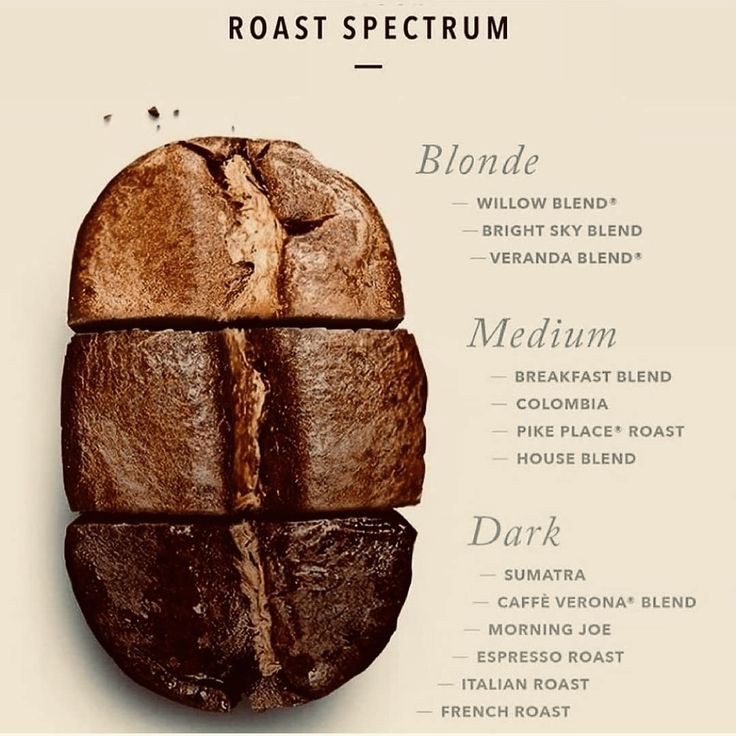 ROAST SPECTRUM
Blonde
— WILLOW BLEND®
— BRIGHT SKY BLEND
— VERANDA BLEND®
Medium
— BREAKFAST BLEND
— COLOMBIA
— PIKE PLACE® ROAST
— HOUSE BLEND
Dark
— SUMATRA
— CAFFÈ VERONA® BLEND
— MORNING JOE
— ESPRESSO ROAST
— ITALIAN ROAST
— FRENCH ROAST